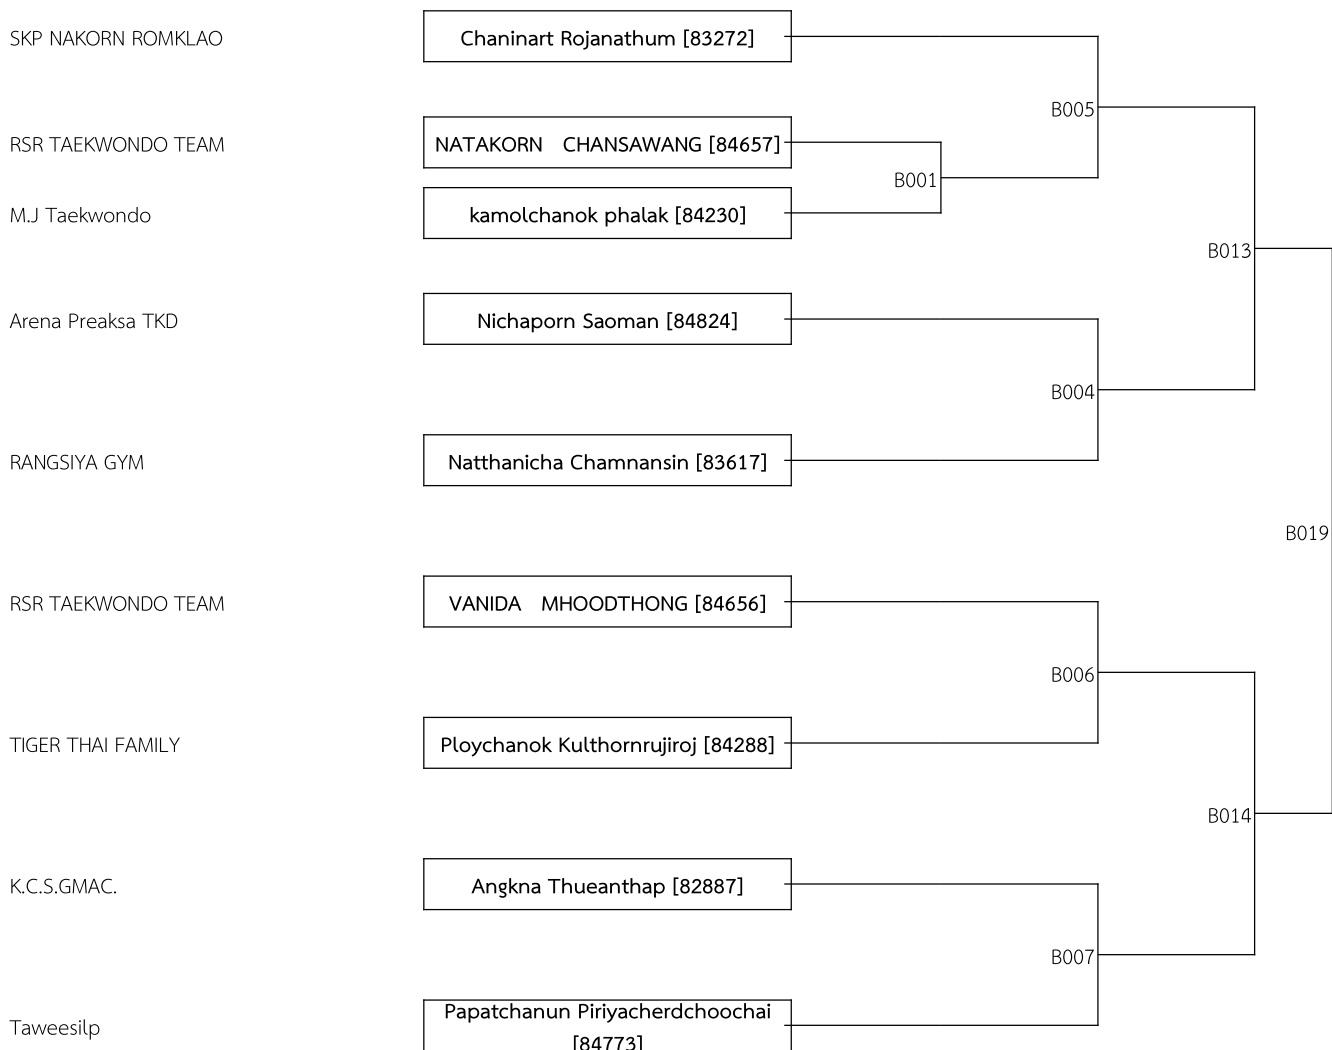 SKP NAKORN ROMKLAO
Chaninart Rojanathum [83272]
B005
RSR TAEKWONDO TEAM
NATAKORN CHANSAWANG [84657]
B001
M.J Taekwondo
kamolchanok phalak [84230]
B013
Arena Preaksa TKD
Nichaporn Saoman [84824]
B004
RANGSIYA GYM
Natthanicha Chamnansin [83617]
B019
RSR TAEKWONDO TEAM
VANIDA MHOODTHONG [84656]
B006
TIGER THAI FAMILY
Ploychanok Kulthornrujiroj [84288]
B014
K.C.S.GMAC.
Angkna Thueanthap [82887]
B007
Taweesilp
Papatchanun Piriyacherdchoochai
[84773]